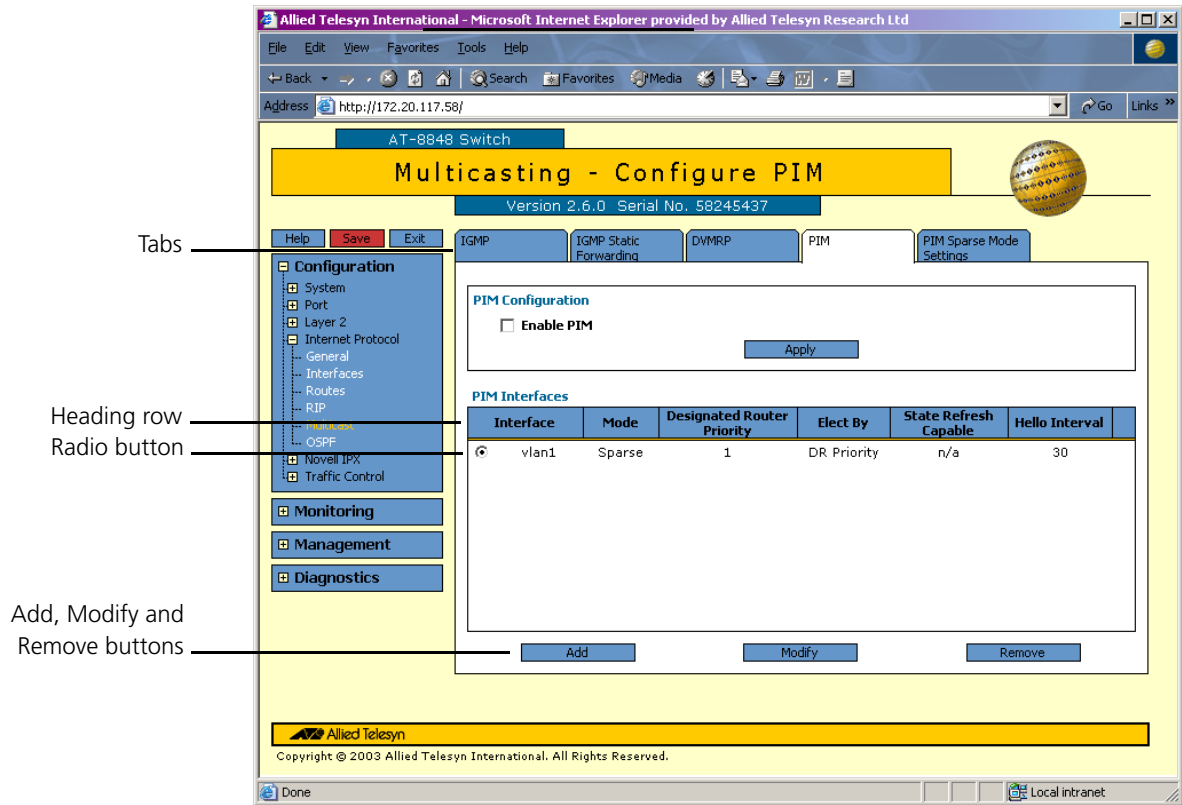 Allied Telesyn International - Microsoft Internet Explorer provided by Allied Telesyn Research Ltd
File Edit View Favorites Tools Help
Back Search Favorites Media
Address http://172.20.117.58/ Go Links »
AT-8848 Switch
Multicasting - Configure PIM
Version 2.6.0 Serial No. 58245437
Tabs
Help Save Exit
IGMP
IGMP Static Forwarding
DVMRP
PIM
PIM Sparse Mode Settings
Configuration
System
Port
Layer 2
Internet Protocol
General
Interfaces
Routes
RIP
Multicast
OSPF
Novell IPX
Traffic Control
Monitoring
Management
Diagnostics
PIM Configuration
Enable PIM
Apply
PIM Interfaces
Heading row
Interface Mode Designated Router Priority Elect By State Refresh Capable Hello Interval
Radio button
vlan1 Sparse 1 DR Priority n/a 30
Add, Modify and
Remove buttons
Add Modify Remove
Allied Telesyn
Copyright © 2003 Allied Telesyn International. All Rights Reserved.
Done Local intranet